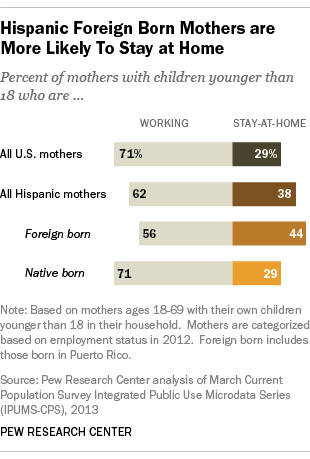 Hispanic Foreign Born Mothers are
More Likely To Stay at Home
Percent of mothers with children younger than
18 who are ...
WORKING STAY-AT-HOME
All U.S. mothers 71% 29%
All Hispanic mothers 62 38
Foreign born 56 44
Native born 71 29
Note: Based on mothers ages 18-69 with their own children
younger than 18 in their household. Mothers are categorized
based on employment status in 2012. Foreign born includes
those born in Puerto Rico.
Source: Pew Research Center analysis of March Current
Population Survey Integrated Public Use Microdata Series
(IPUMS-CPS), 2013
PEW RESEARCH CENTER